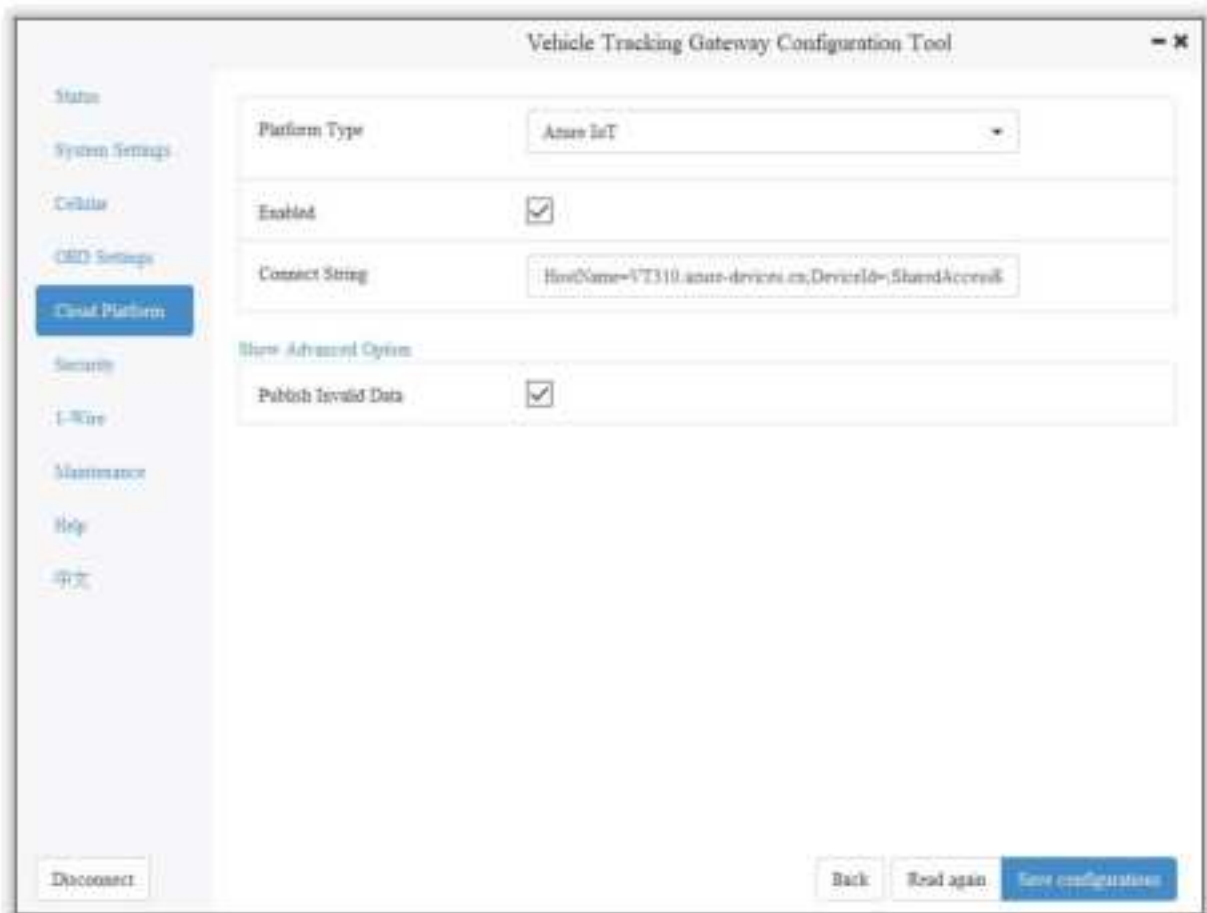 Vehicle Tracking Gateway Configuration Tool
Status
System Settings
Cellular
OBD Settings
Cloud Platform
Security
1-Wire
Maintenance
Help
中文
Platform Type
Azure IoT
Enabled
Connect String
HostName=VT310.azure-devices.cn;DeviceId=;SharedAccessK
Show Advanced Option
Publish Invalid Data
Disconnect
Back
Read again
Save configurations